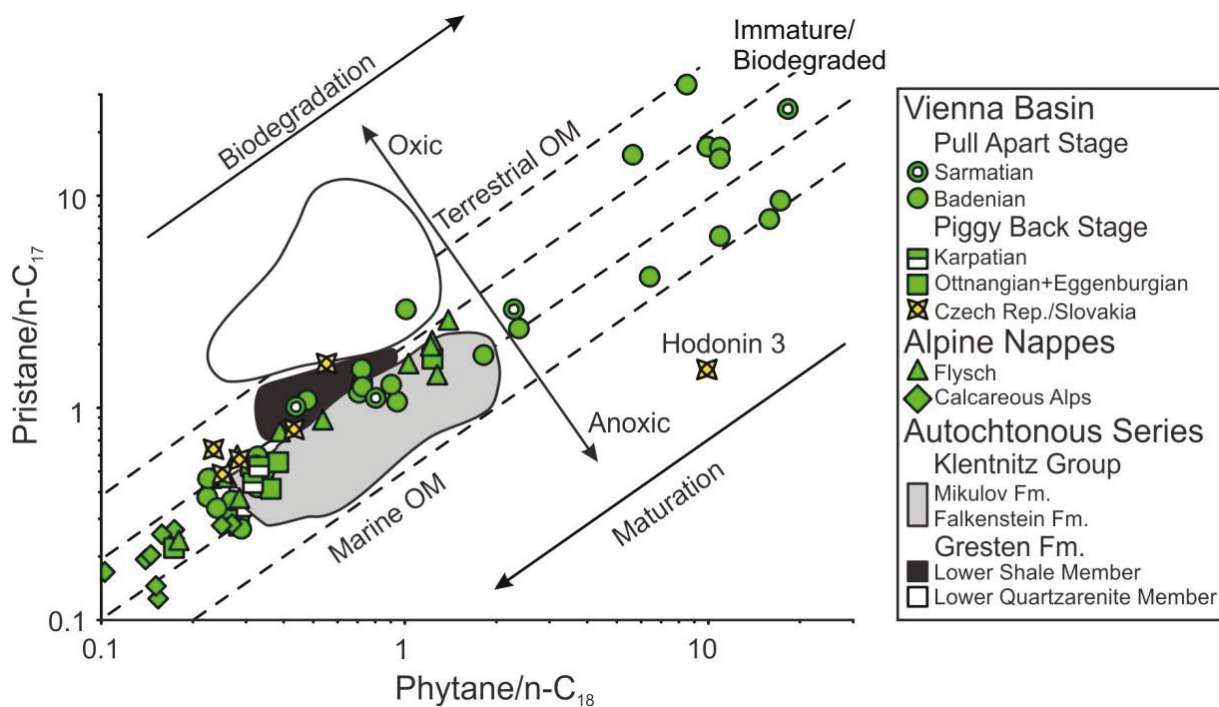 Immature/
Biodegraded
Biodegradation
Oxic
Terrestrial OM
10
Pristane/n-C₁₇
1
Hodonin 3
Anoxic
Marine OM
Maturation
0.1
0.1
1
10
Phytane/n-C₁₈
Vienna Basin
Pull Apart Stage
Sarmatian
Badenian
Piggy Back Stage
Karpatian
Ottnangian+Eggenburgian
Czech Rep./Slovakia
Alpine Nappes
Flysch
Calcareous Alps
Autochtonous Series
Klentnitz Group
Mikulov Fm.
Falkenstein Fm.
Gresten Fm.
Lower Shale Member
Lower Quartzarenite Member